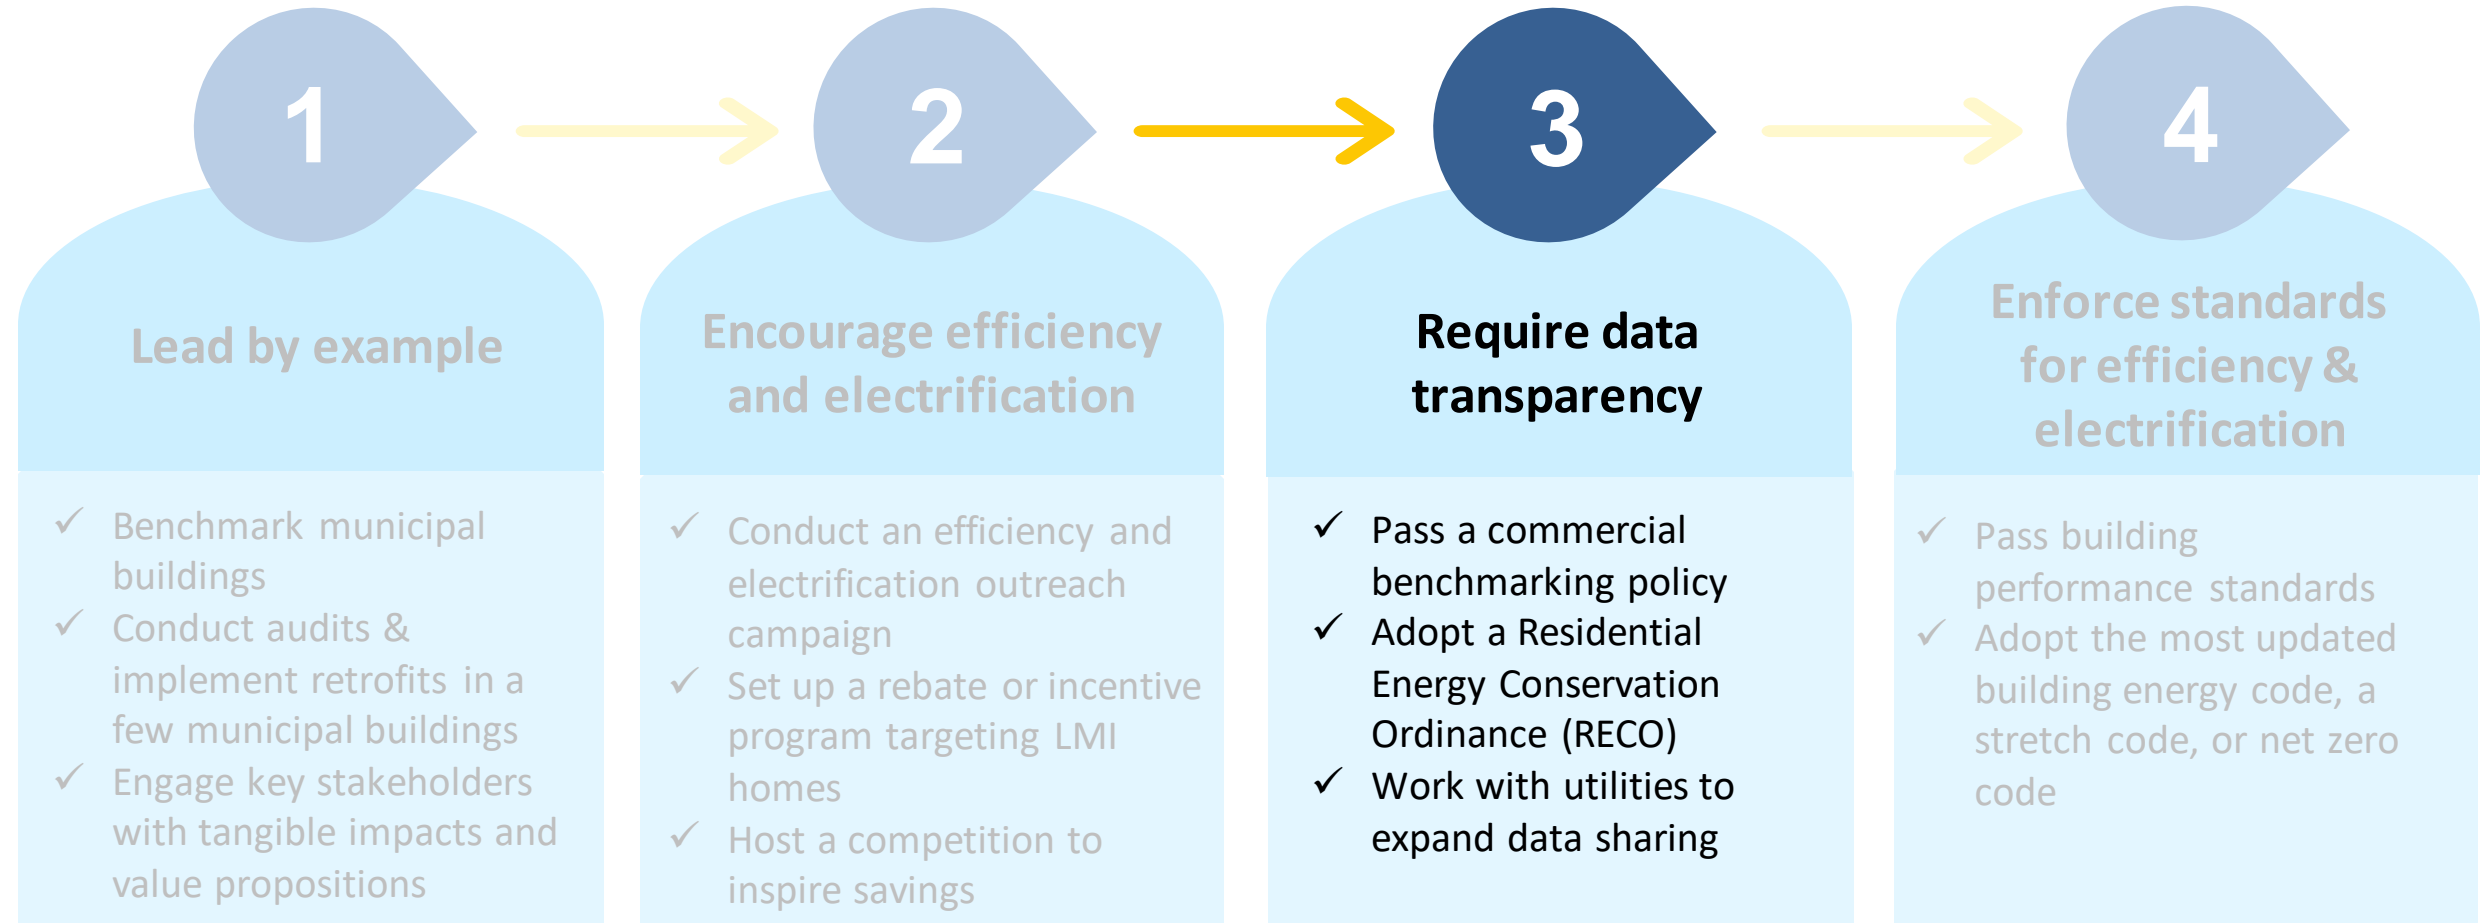 1
Lead by example
✓ Benchmark municipal
buildings
✓ Conduct audits &
implement retrofits in a
few municipal buildings
✓ Engage key stakeholders
with tangible impacts and
value propositions
2
Encourage efficiency
and electrification
✓ Conduct an efficiency and
electrification outreach
campaign
✓ Set up a rebate or incentive
program targeting LMI
homes
✓ Host a competition to
inspire savings
3
Require data
transparency
✓ Pass a commercial
benchmarking policy
✓ Adopt a Residential
Energy Conservation
Ordinance (RECO)
✓ Work with utilities to
expand data sharing
4
Enforce standards
for efficiency &
electrification
✓ Pass building
performance standards
✓ Adopt the most updated
building energy code, a
stretch code, or net zero
code